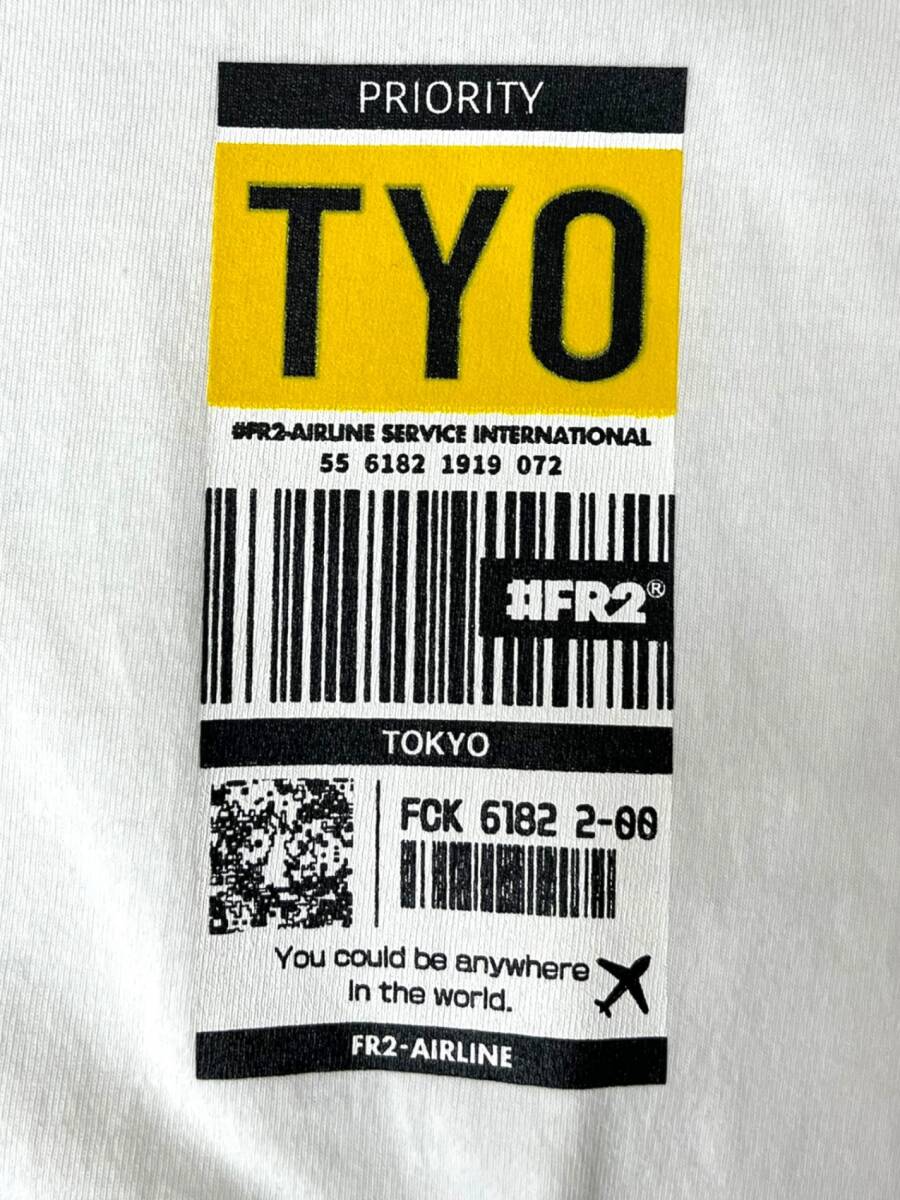 PRIORITY
TYO
#FR2-AIRLINE SERVICE INTERNATIONAL
55 6182 1919 072
#FR2®
TOKYO
FCK 6182 2-00
You could be anywhere
in the world.
FR2-AIRLINE